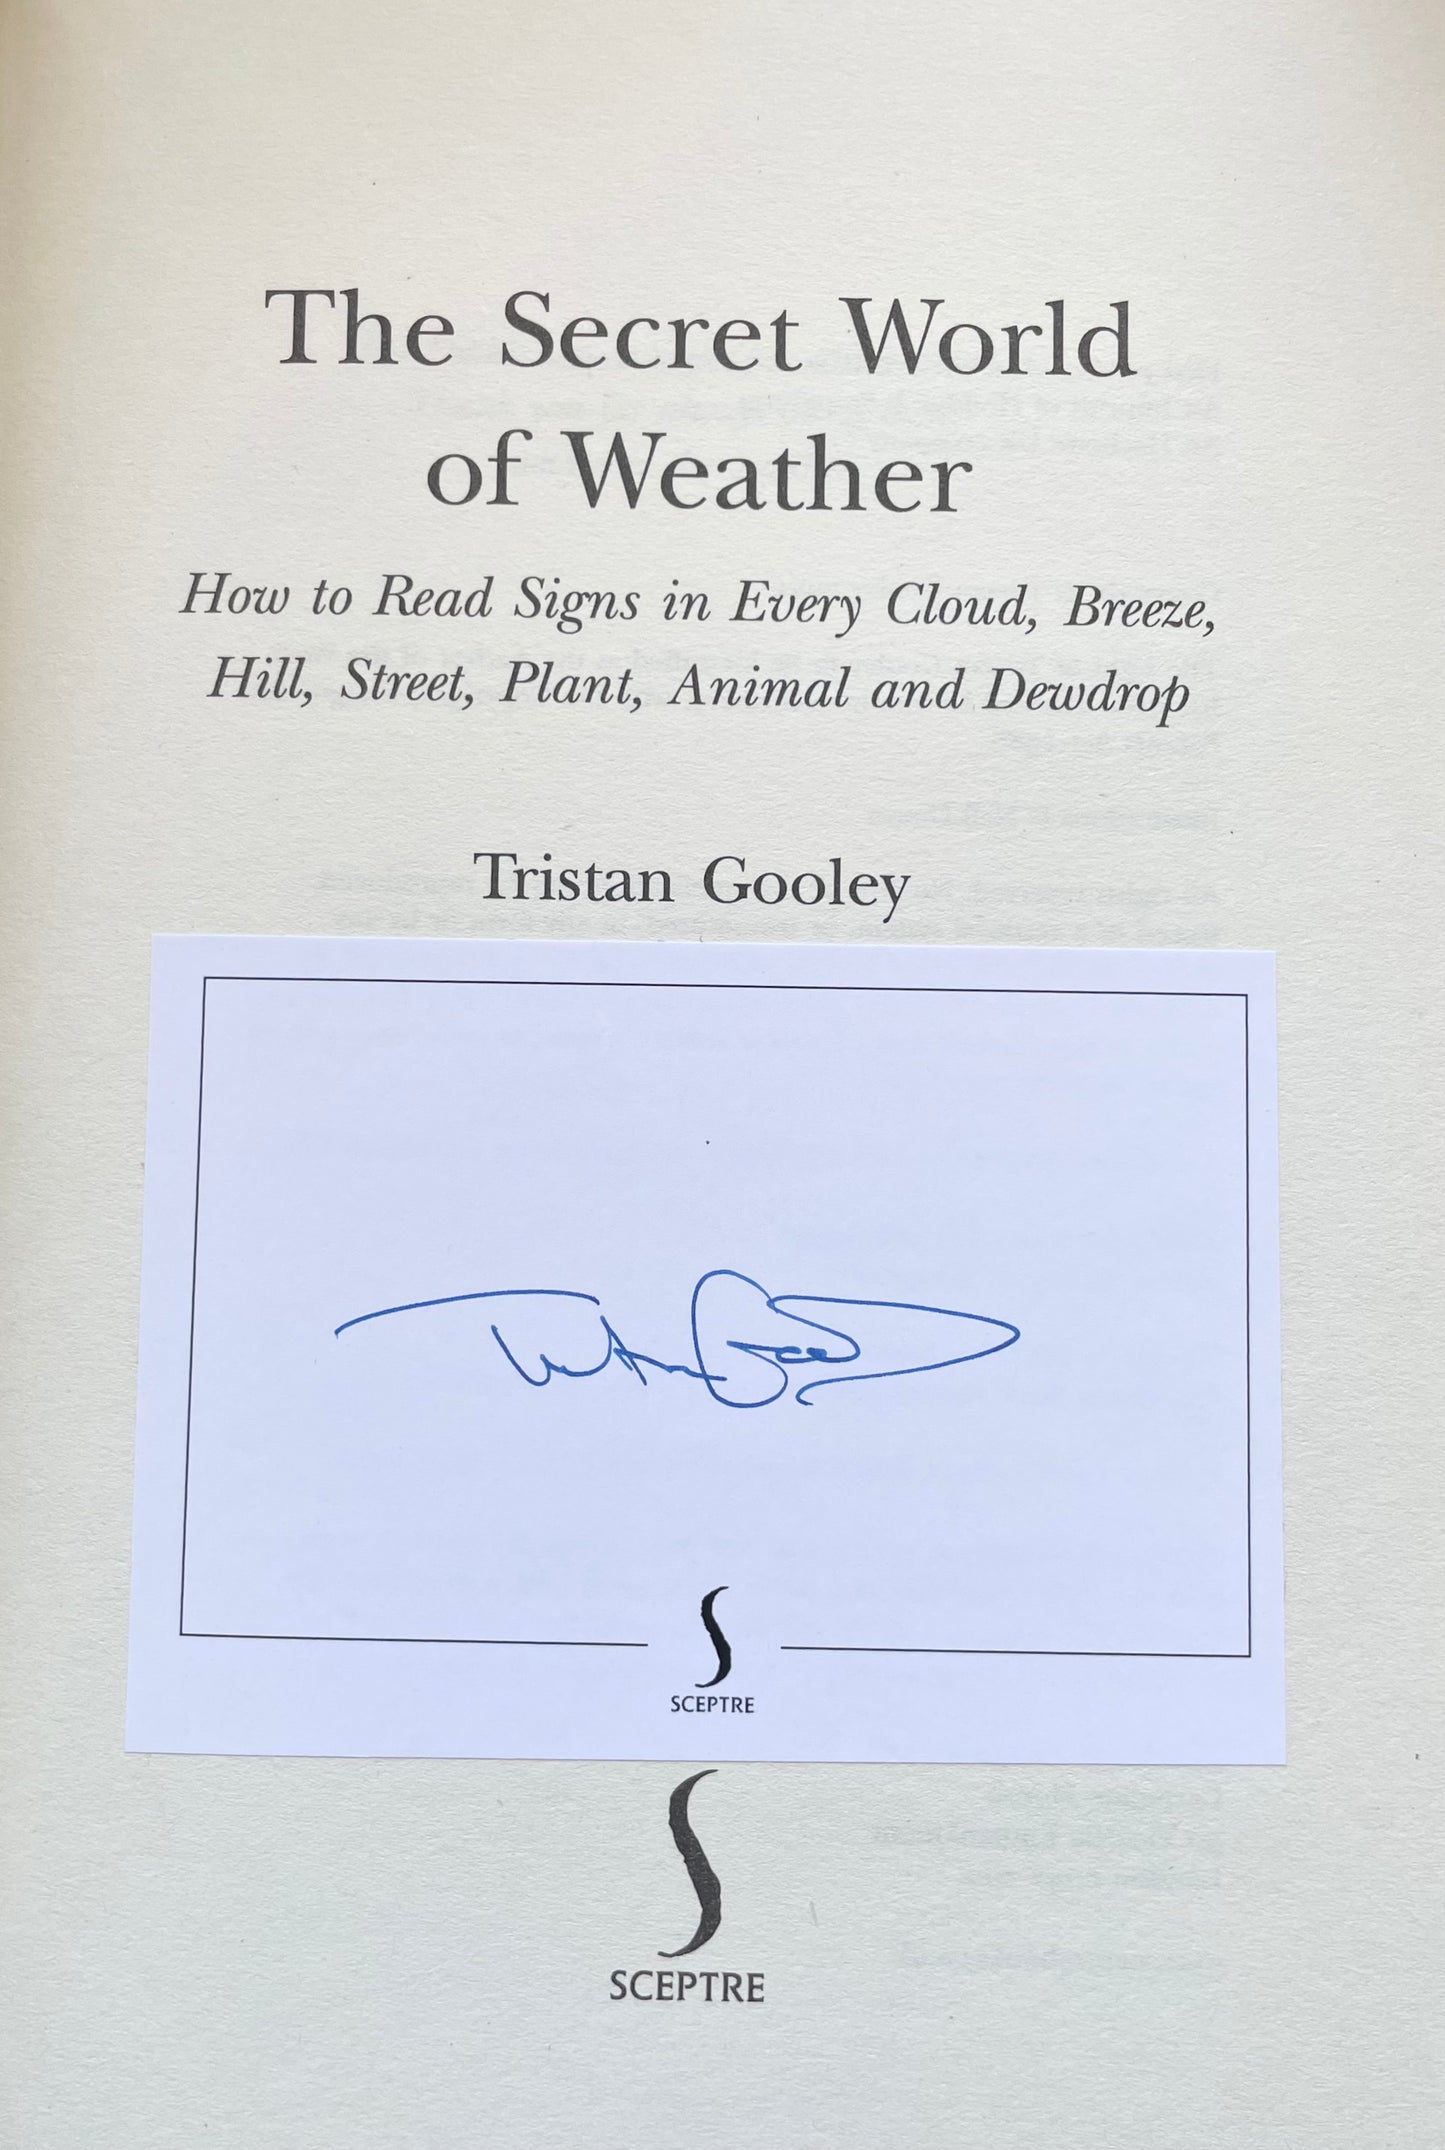 The Secret World
of Weather
How to Read Signs in Every Cloud, Breeze,
Hill, Street, Plant, Animal and Dewdrop
Tristan Gooley
SCEPTRE
SCEPTRE